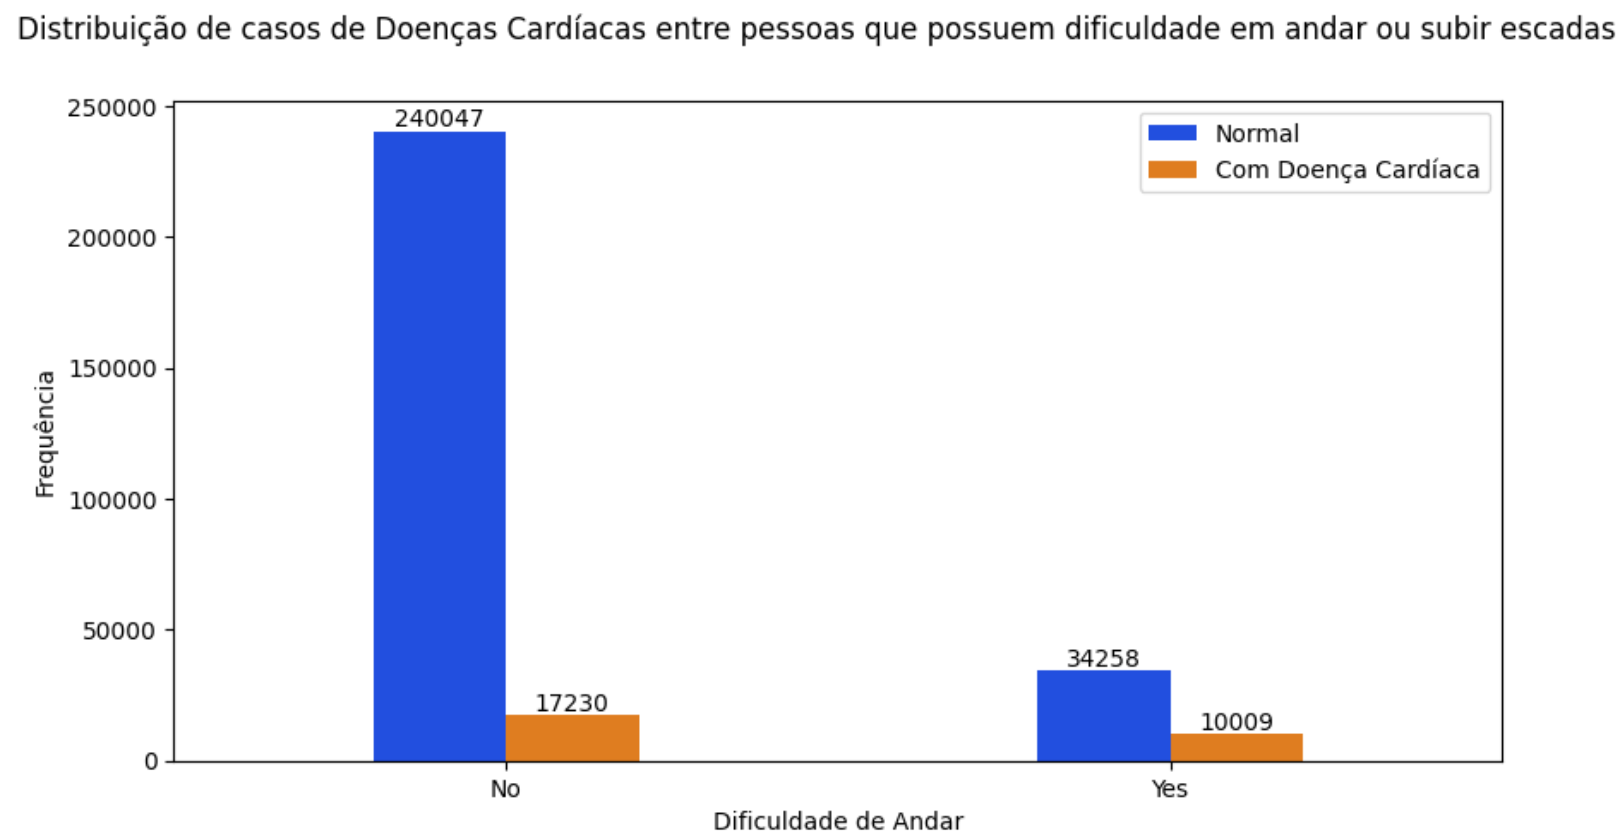 Distribuição de casos de Doenças Cardíacas entre pessoas que possuem dificuldade em andar ou subir escadas
250000
200000
150000
100000
50000
0
Frequência
240047
17230
34258
10009
Normal
Com Doença Cardíaca
No
Yes
Dificuldade de Andar